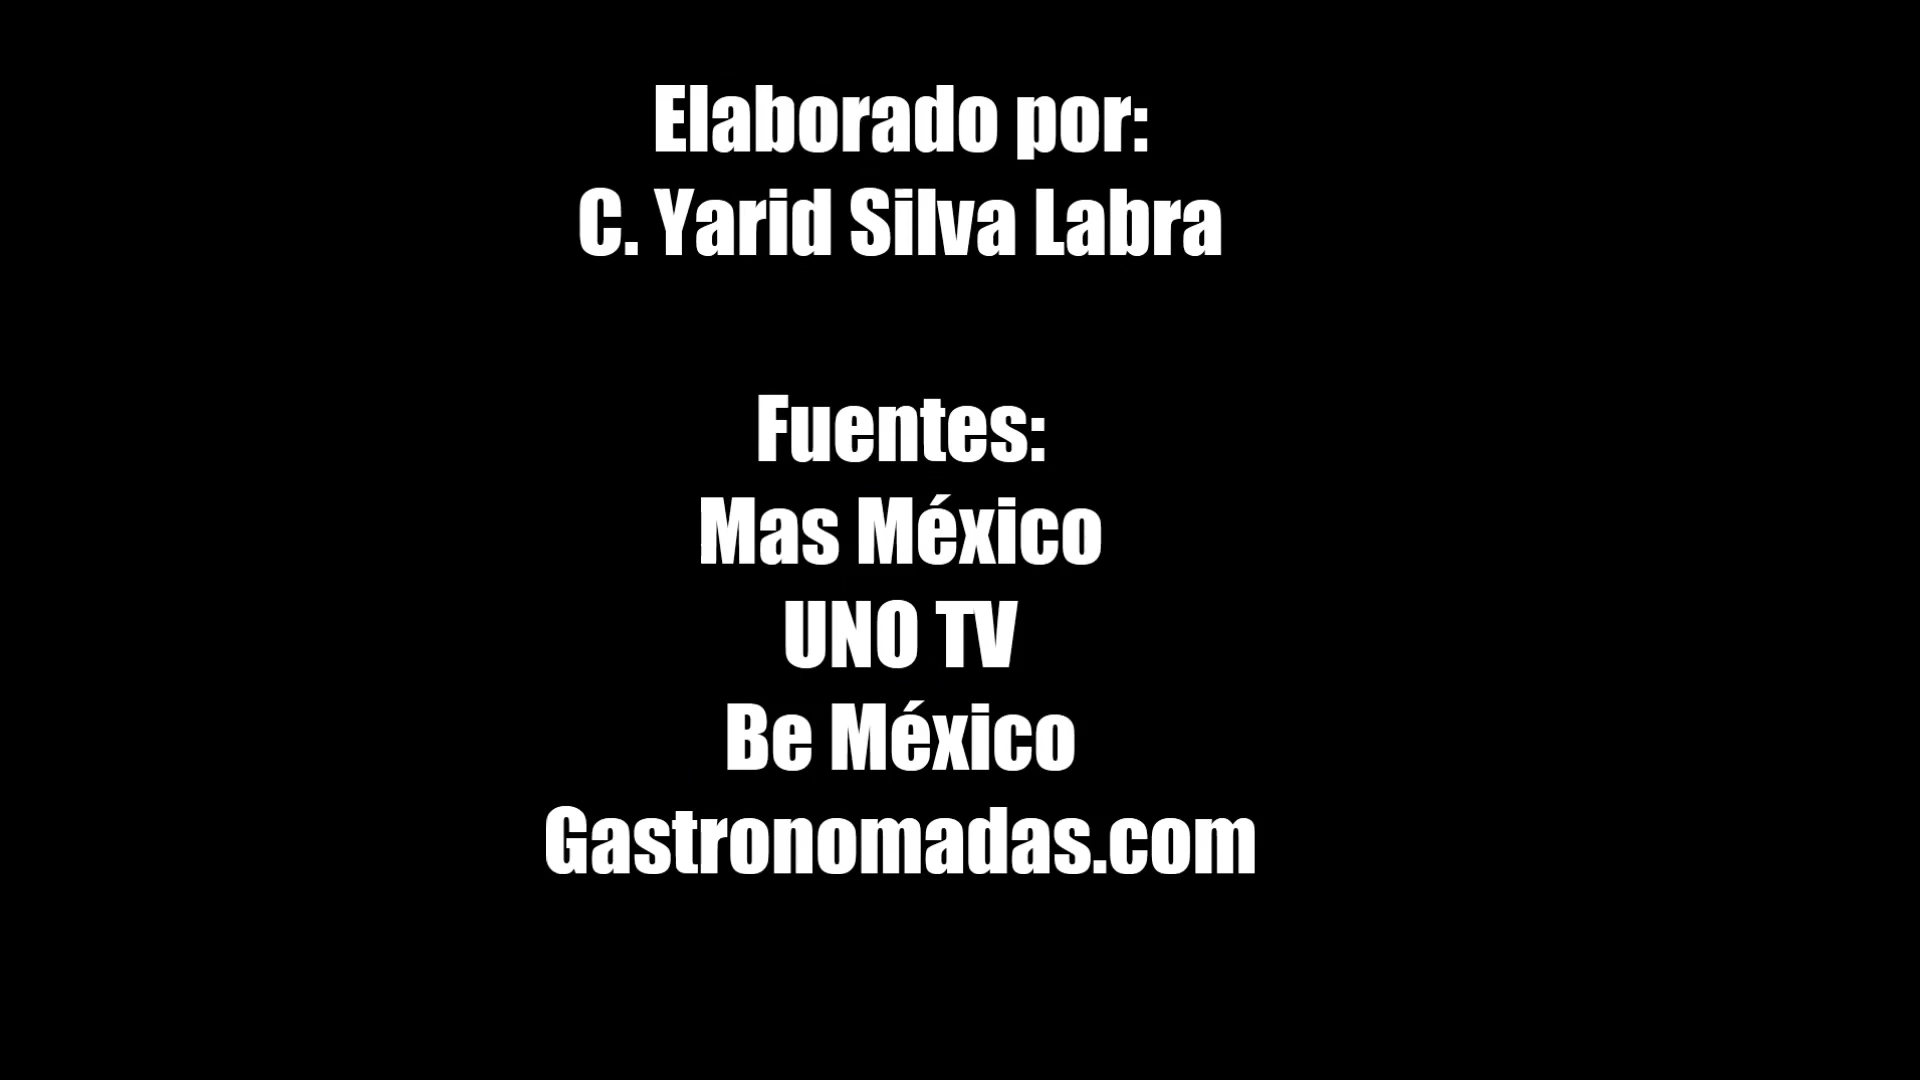 Elaborado por:
C. Yarid Silva Labra
Fuentes:
Mas México
UNO TV
Be México
Gastronomadas.com